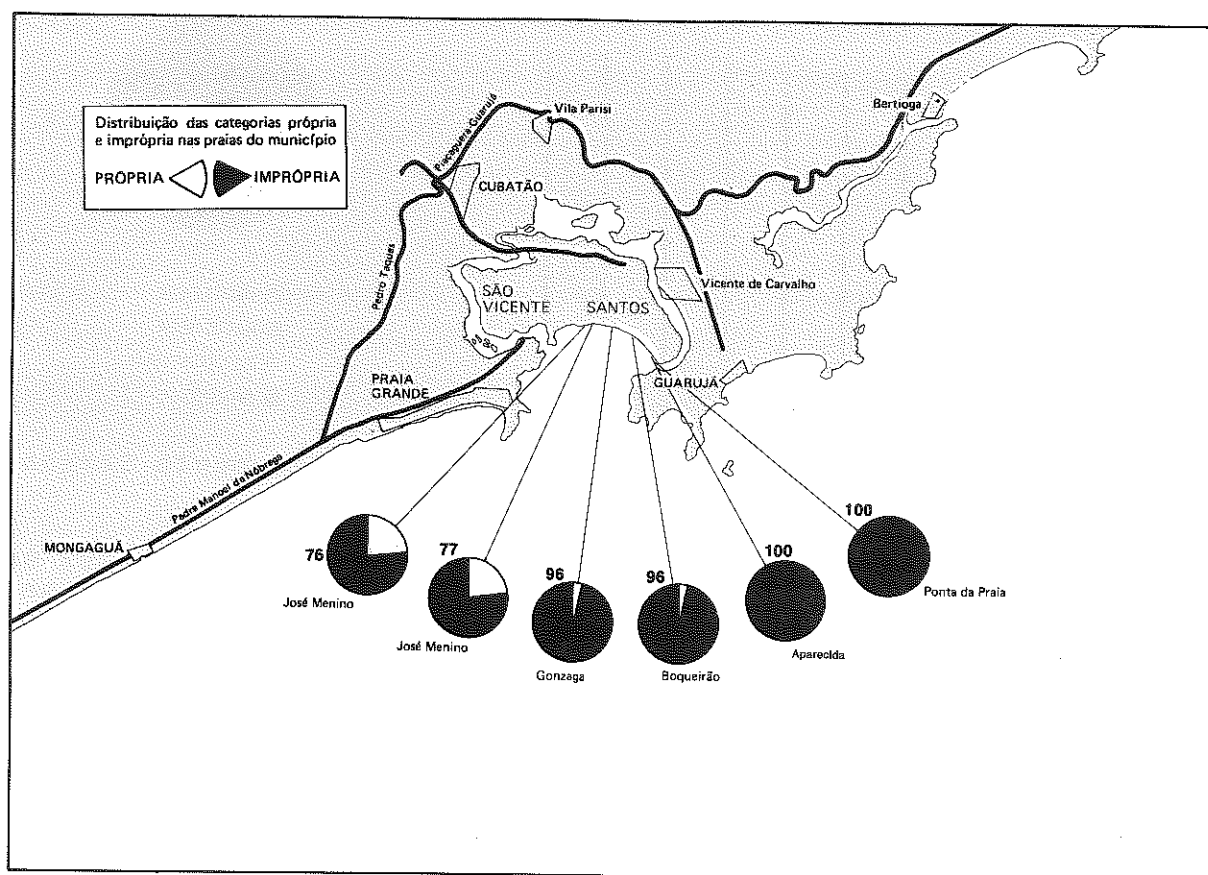 Distribuição das categorias própria
e imprópria nas praias do município
PRÓPRIA
IMPRÓPRIA
Piaçaguera Guarujá
Vila Parisi
Bertioga
CUBATÃO
Pedro Taques
Vicente de Carvalho
SÃO
VICENTE
SANTOS
PRAIA
GRANDE
GUARUJÁ
Padre Manoel da Nóbrega
MONGAGUÁ
76
José Menino
77
José Menino
96
Gonzaga
96
Boqueirão
100
Aparecida
100
Ponta da Praia